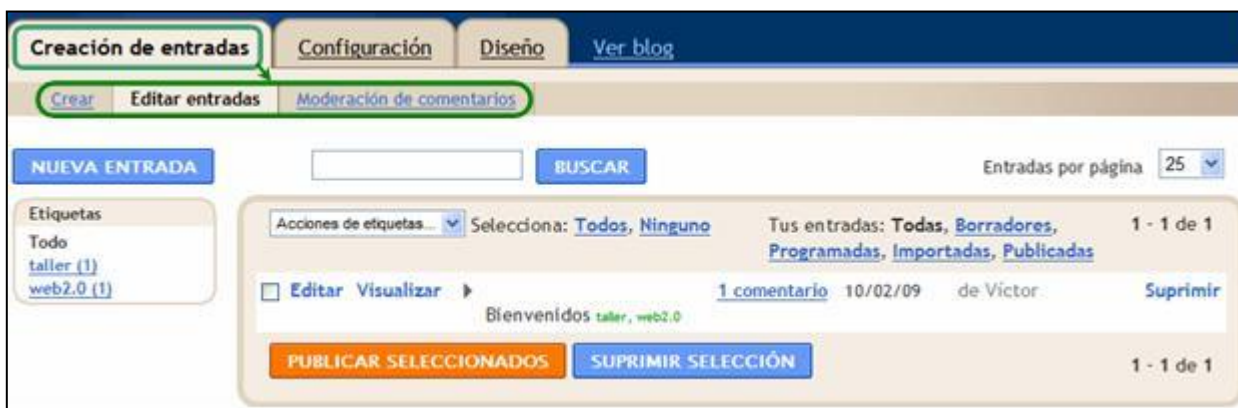 Creación de entradas Configuración Diseño Ver blog
Crear Editar entradas Moderación de comentarios
NUEVA ENTRADA BUSCAR Entradas por página 25
Etiquetas
Todo
taller (1)
web2.0 (1)
Acciones de etiquetas... Selecciona: Todos, Ninguno Tus entradas: Todas, Borradores, 1 - 1 de 1
Programadas, Importadas, Publicadas
Editar Visualizar 1 comentario 10/02/09 de Víctor Suprimir
Bienvenidos taller, web2.0
PUBLICAR SELECCIONADOS SUPRIMIR SELECCIÓN 1 - 1 de 1